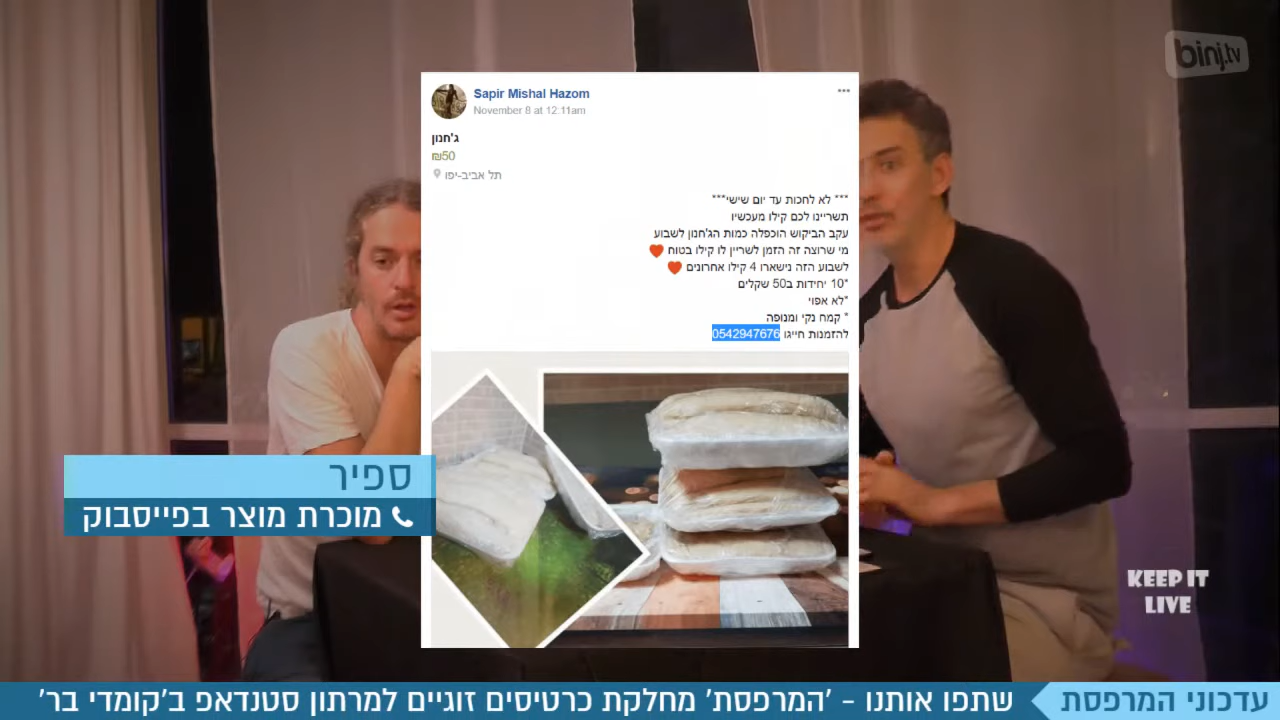 binj.tv
Sapir Mishal Hazom
November 8 at 12:11am
ג'חנון
₪50
תל אביב-יפו
*** לא לחכות עד יום שישי***
תשריינו לכם קילו מעכשיו
עקב הביקוש הוכפלה כמות הג'חנון לשבוע
מי שרוצה זה הזמן לשריין לו קילו בטוח ♥
לשבוע הזה נישארו 4 קילו אחרונים ♥
*10 יחידות ב50 שקלים
*לא אפוי
* קמח נקי ומנופה
להזמנות חייגו 0542947676
ספיר
מוכרת מוצר בפייסבוק
KEEP IT
LIVE
עדכוני המרפסת
שתפו אותנו - 'המרפסת' מחלקת כרטיסים זוגיים למרתון סטנדאפ ב'קומדי בר'